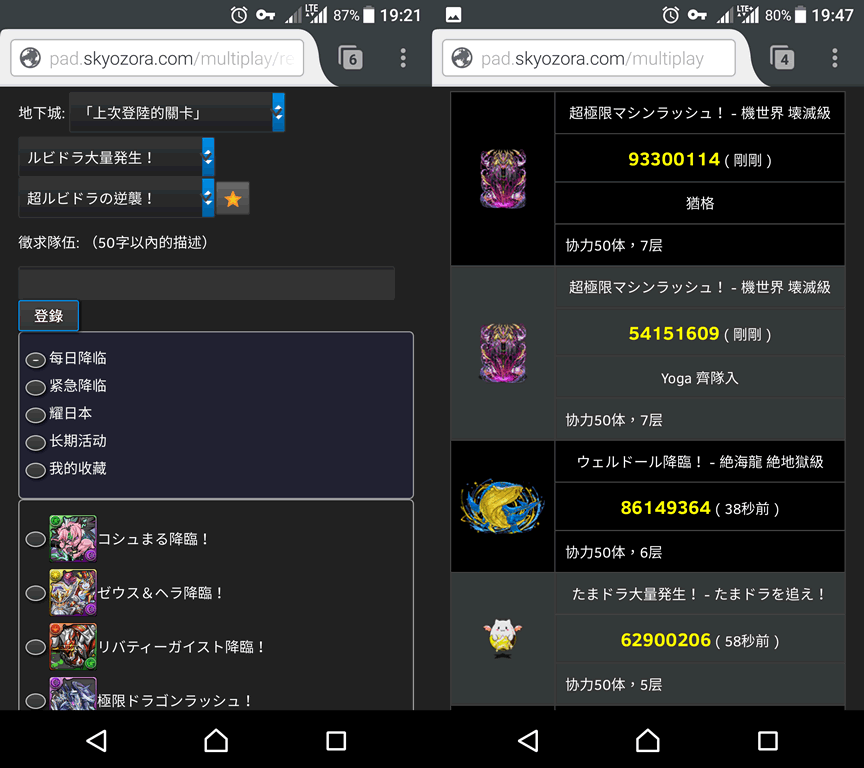 LTE 87% 19:21
pad.skyozora.com/multiplay/re
6
地下城: 「上次登陸的關卡」
ルビドラ大量発生！
超ルビドラの逆襲！
徵求隊伍: （50字以內的描述）
登錄
每日降临
紧急降临
耀日本
长期活动
我的收藏
コシュまる降臨！
ゼウス＆ヘラ降臨！
リバティーガイスト降臨！
極限ドラゴンラッシュ！
LTE+ 80% 19:47
pad.skyozora.com/multiplay
4
超極限マシンラッシュ！ - 機世界 壊滅級
93300114 ( 剛剛 )
猶格
协力50体，7层
超極限マシンラッシュ！ - 機世界 壊滅級
54151609 ( 剛剛 )
Yoga 齊隊入
协力50体，7层
ウェルドール降臨！ - 絶海龍 絶地獄級
86149364 ( 38秒前 )
协力50体，6层
たまドラ大量発生！ - たまドラを追え！
62900206 ( 58秒前 )
协力50体，5层